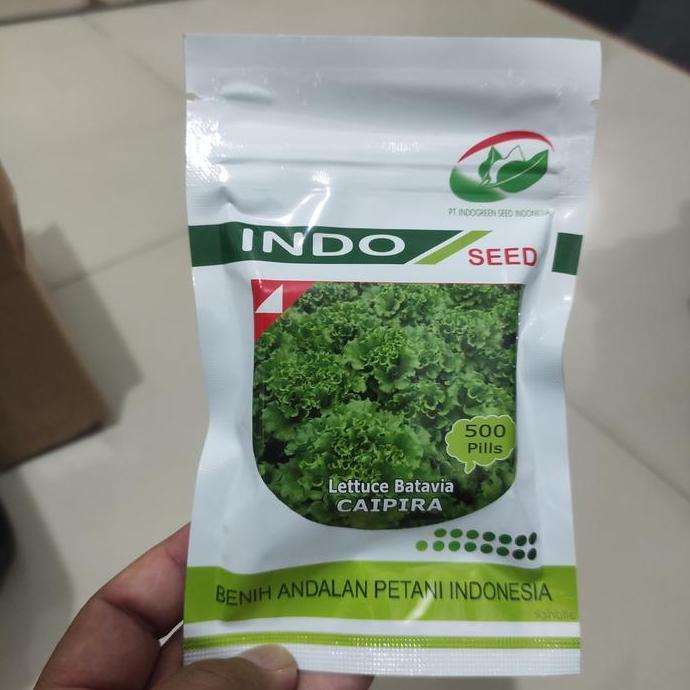 PT. INDOGREEN SEED INDONESIA
INDO
SEED
500
Pills
Lettuce Batavia
CAIPIRA
BENIH ANDALAN PETANI INDONESIA